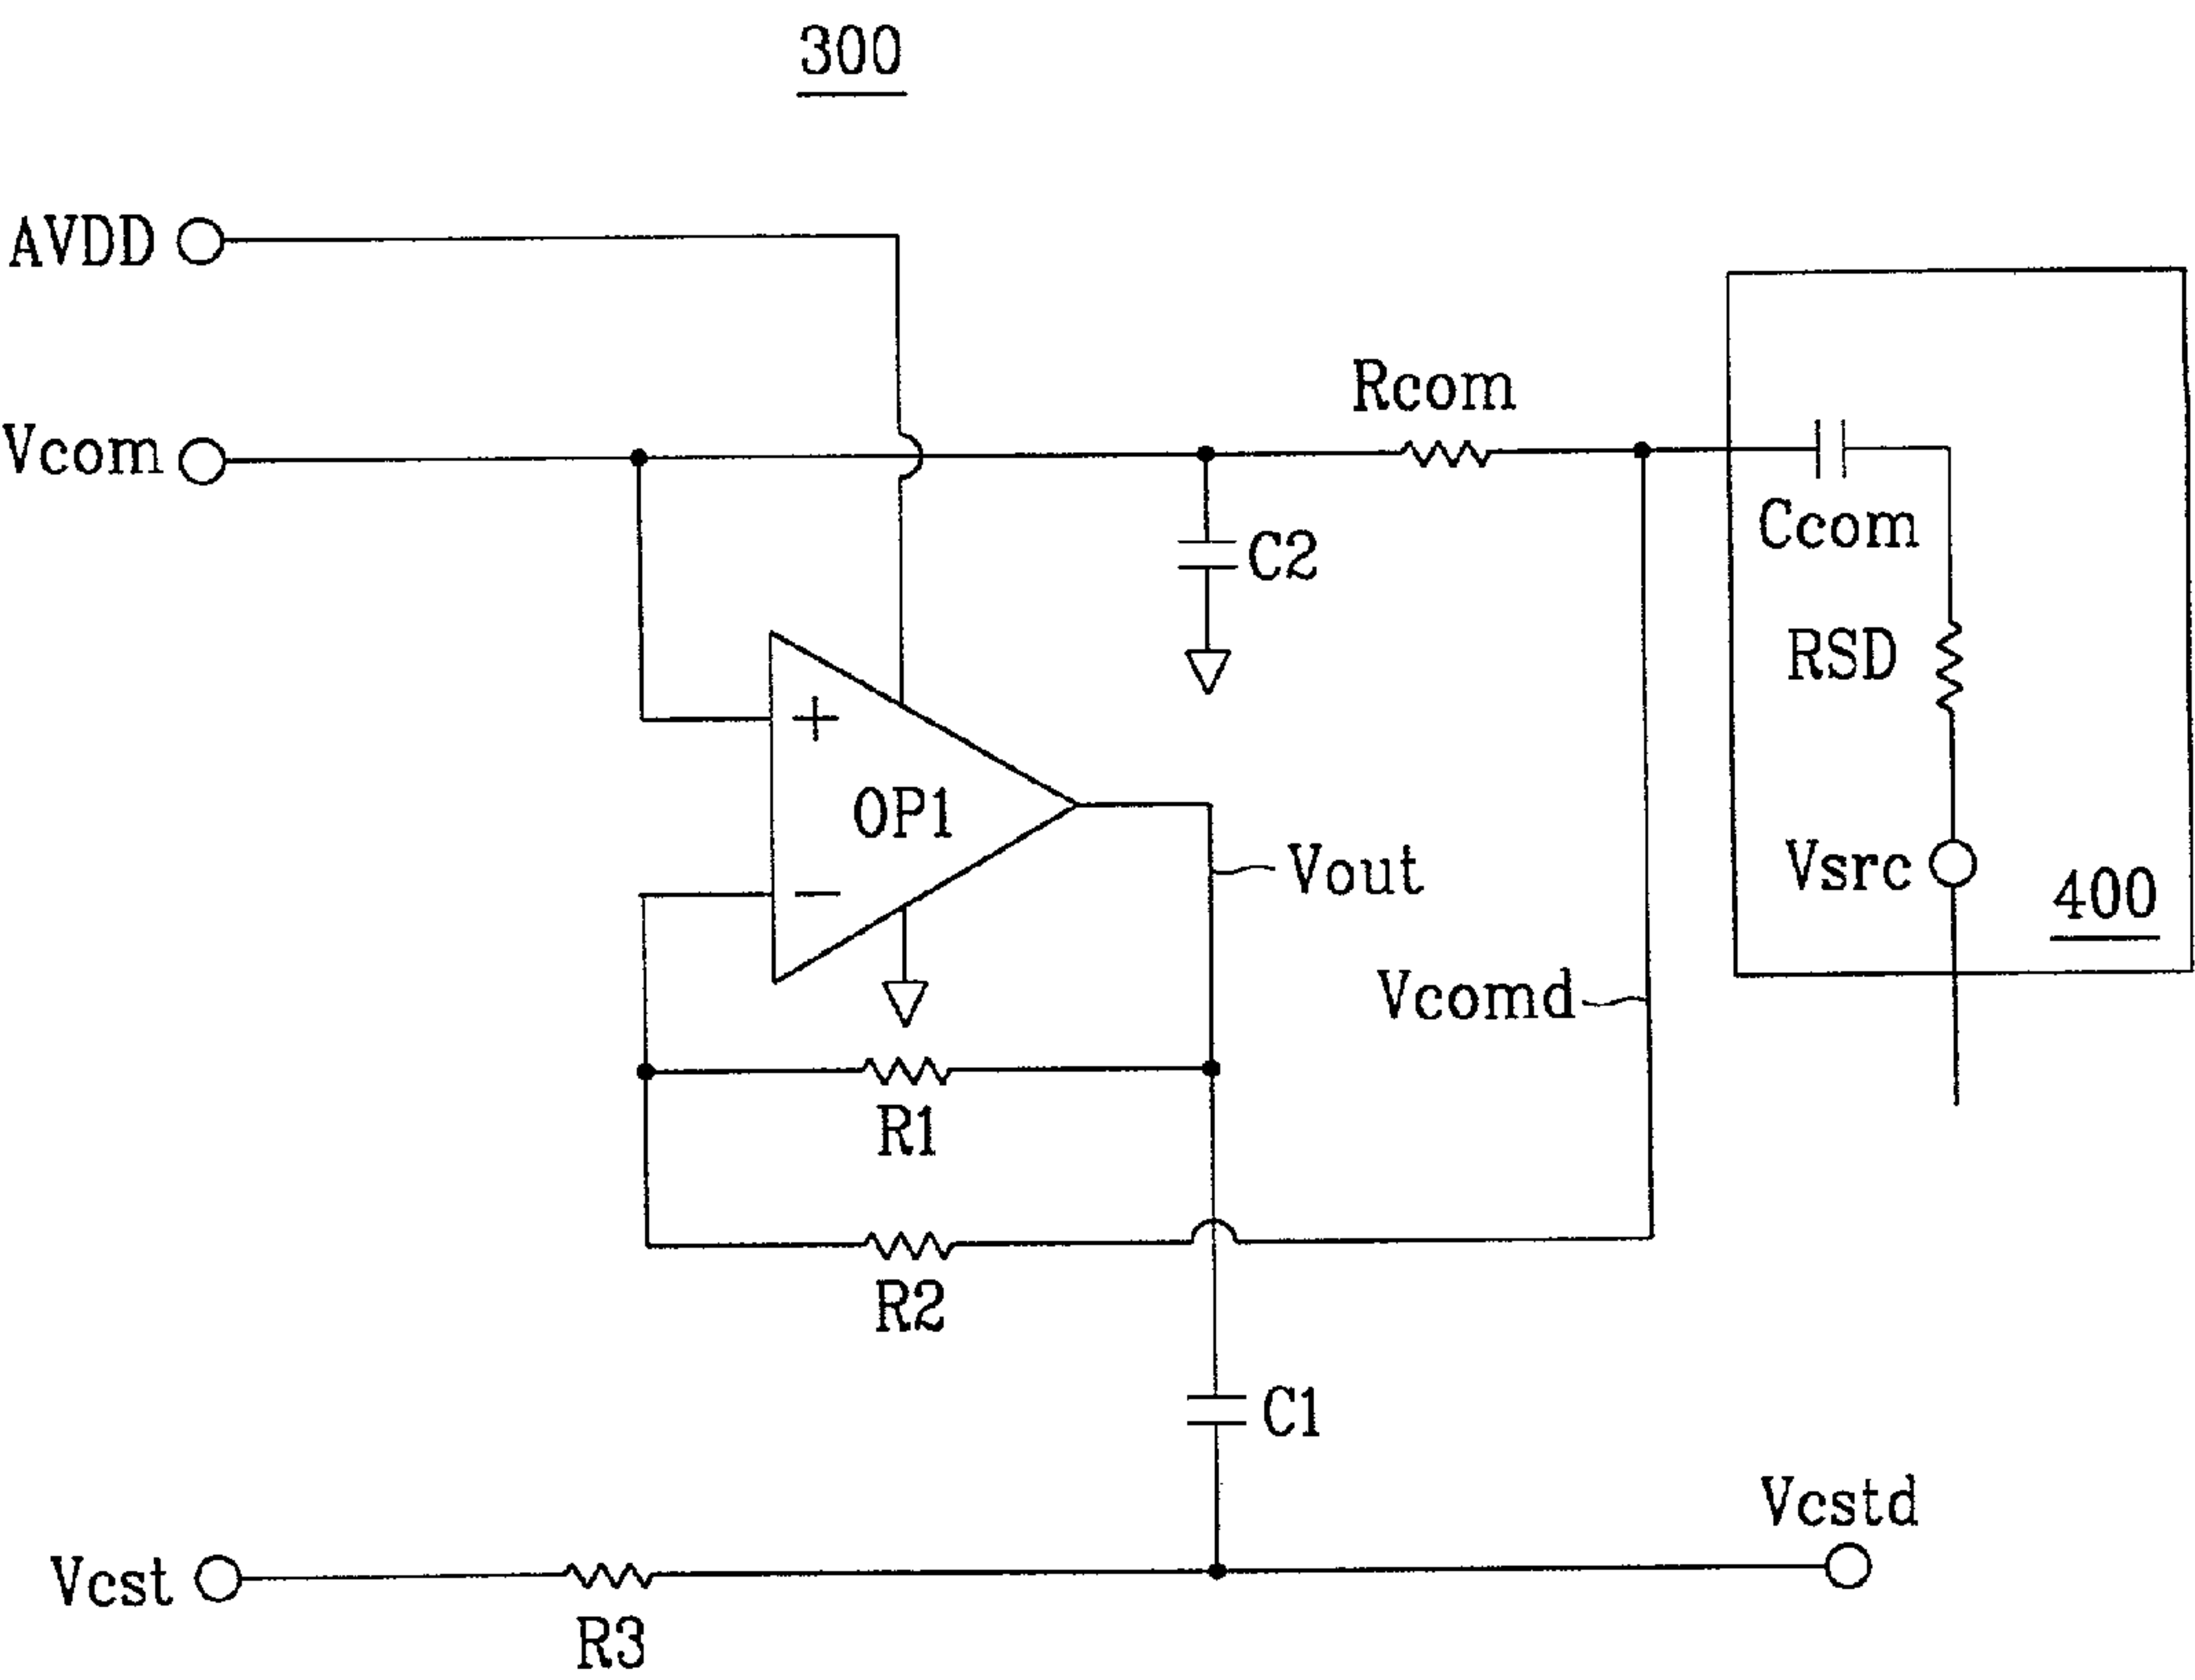 300
AVDD
Rcom
Vcom
Ccom
C2
RSD
+
OP1
Vout
Vsrc
400
−
Vcomd
R1
R2
C1
Vcstd
Vcst
R3